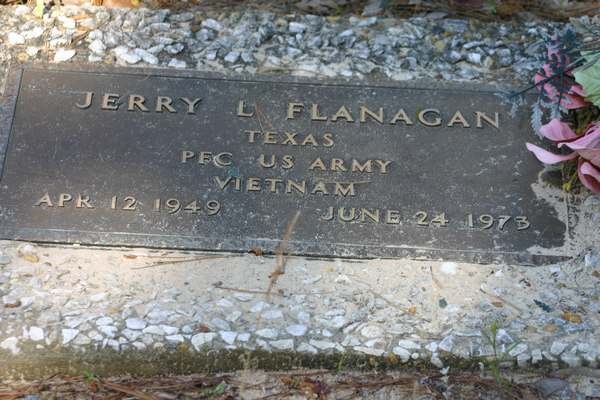 JERRY L FLANAGAN
TEXAS
PFC US ARMY
VIETNAM
APR 12 1949 JUNE 24 1973